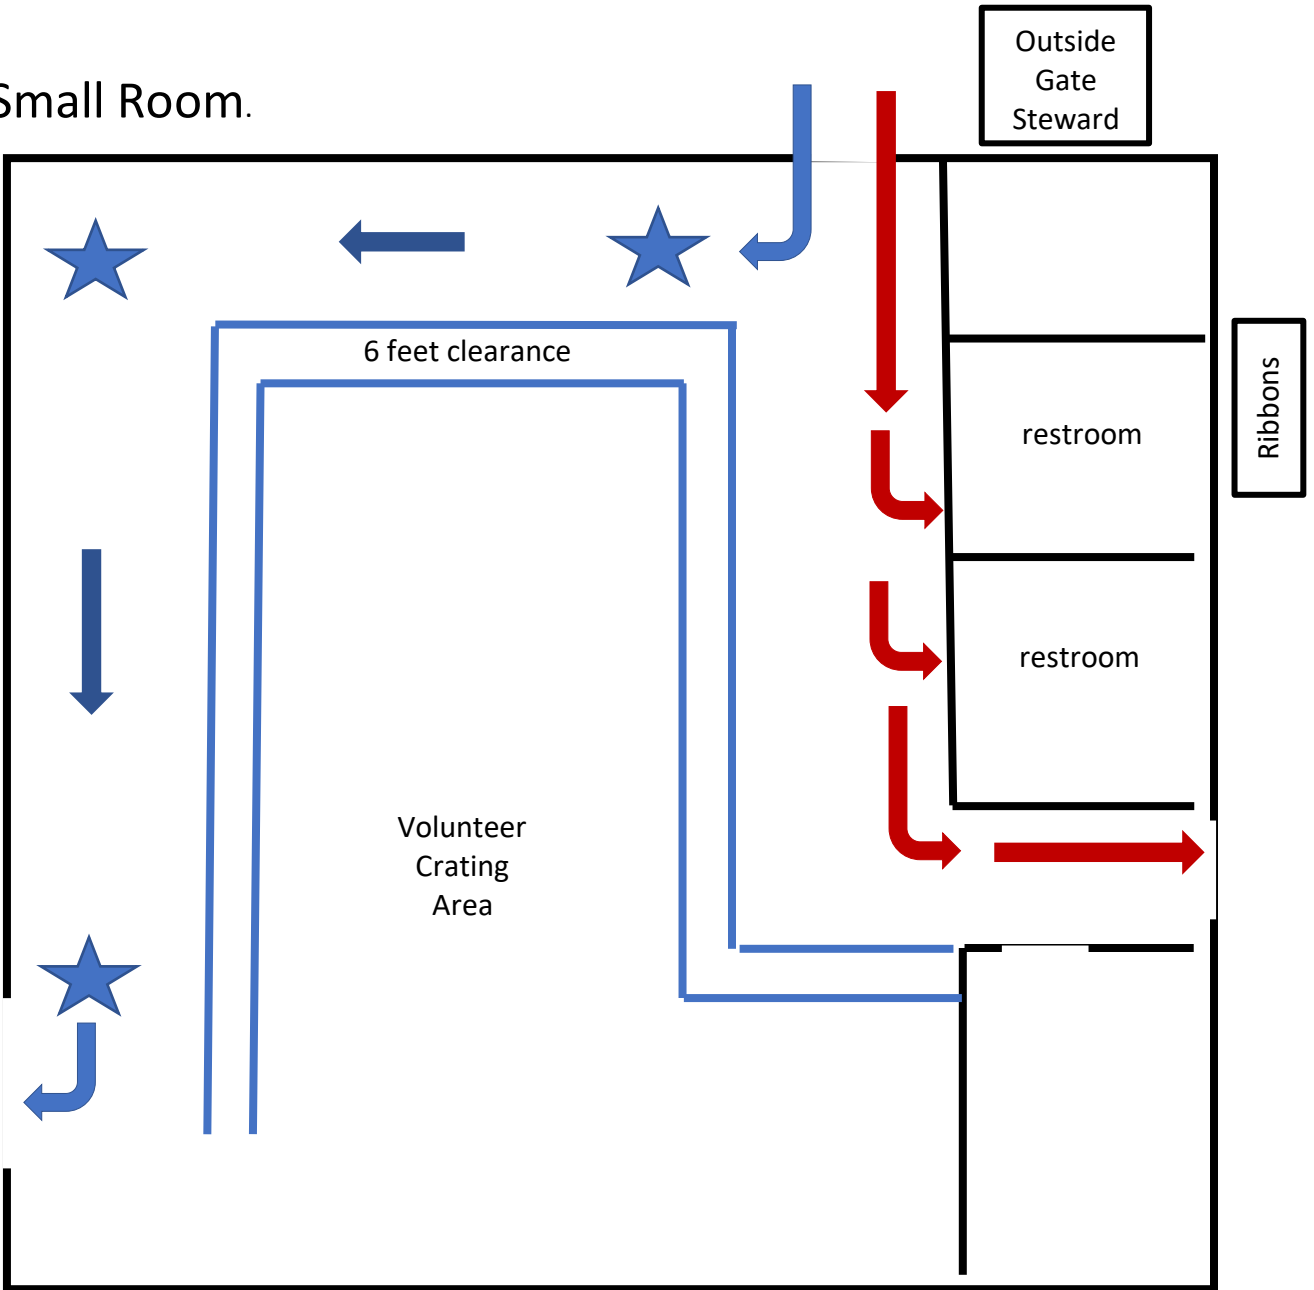 Outside
Gate
Steward
Small Room.
6 feet clearance
Ribbons
restroom
restroom
Volunteer
Crating
Area